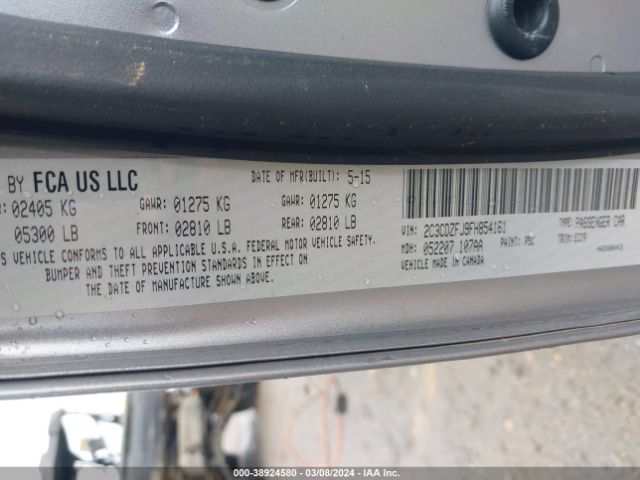 BY FCA US LLC
DATE OF MFR(BUILT): 5-15
02405 KG GAWR: 01275 KG GAWR: 01275 KG
05300 LB FRONT: 02810 LB REAR: 02810 LB
VEHICLE CONFORMS TO ALL APPLICABLE U.S.A. FEDERAL MOTOR VEHICLE SAFETY,
BUMPER AND THEFT PREVENTION STANDARDS IN EFFECT ON
THE DATE OF MANUFACTURE SHOWN ABOVE.
VIN: 2C3CDZFJ9FH854161 TYPE: PASSENGER CAR
MDH: 052207 107AA PAINT: TRIM:
VEHICLE MADE IN CANADA
000-38924580 - 03/08/2024 - IAA Inc.